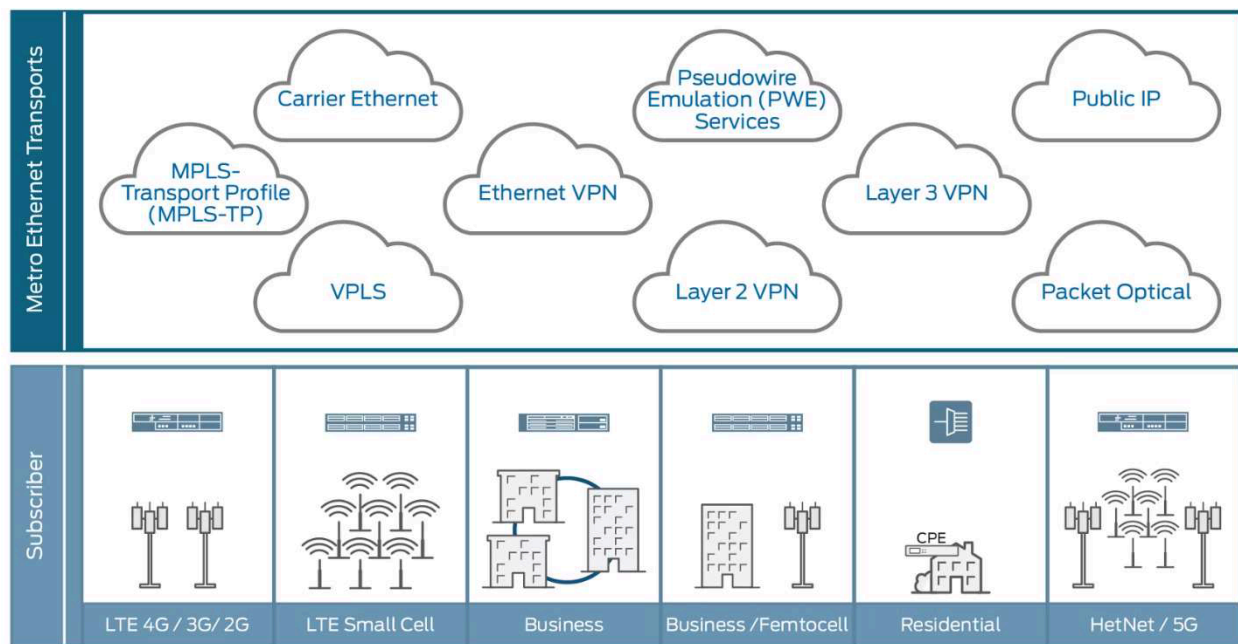 Metro Ethernet Transports
Carrier Ethernet
Pseudowire
Emulation (PWE)
Services
Public IP
MPLS-
Transport Profile
(MPLS-TP)
Ethernet VPN
Layer 3 VPN
VPLS
Layer 2 VPN
Packet Optical
Subscriber
CPE
LTE 4G / 3G/ 2G
LTE Small Cell
Business
Business /Femtocell
Residential
HetNet / 5G